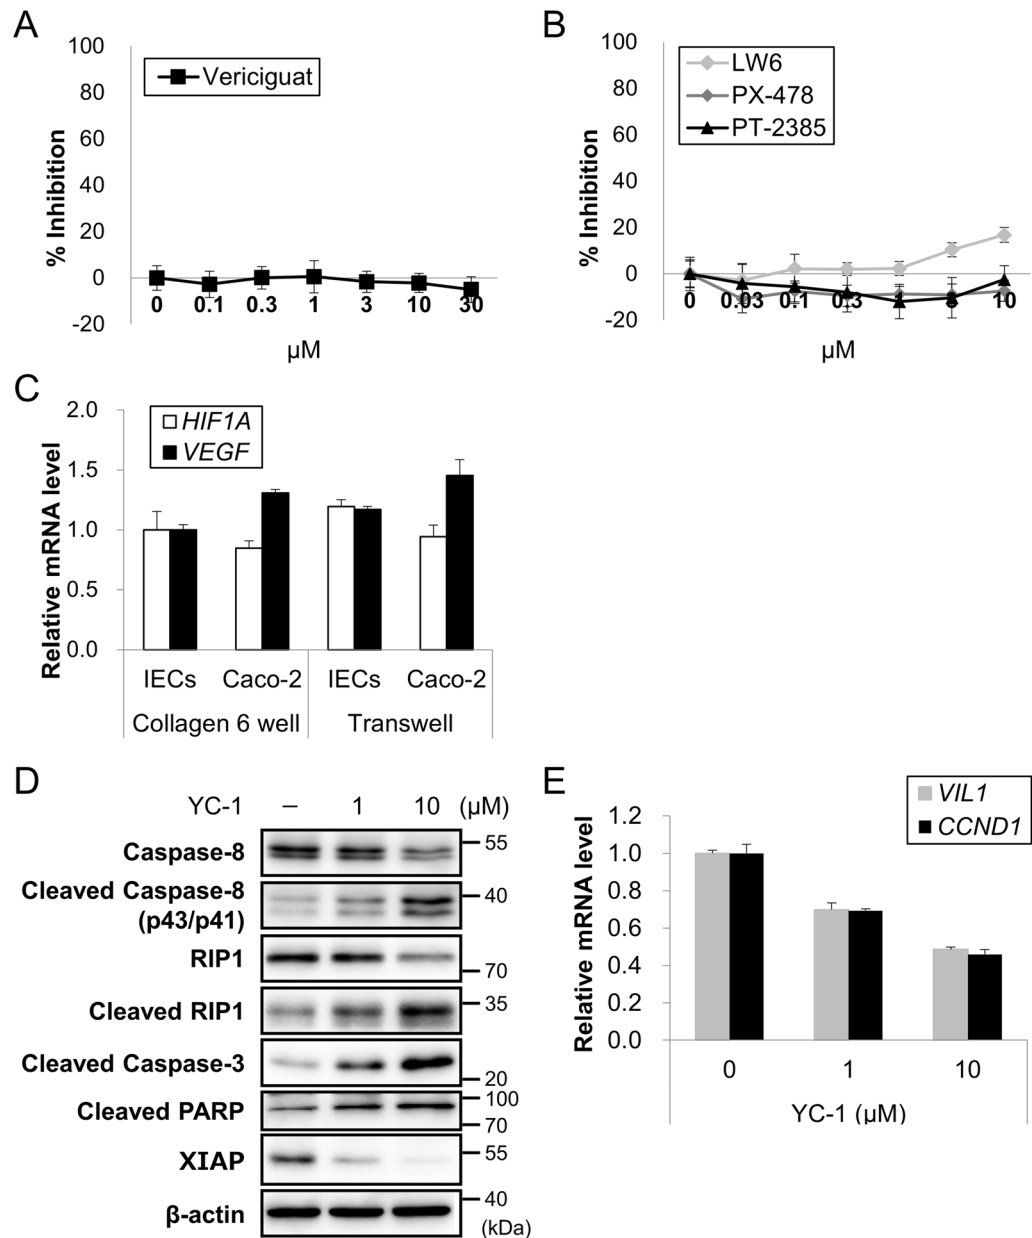 A
100
80
60
40
20
0
-20
% Inhibition
Vericiguat
0 0.1 0.3 1 3 10 30
µM
B
100
80
60
40
20
0
-20
% Inhibition
LW6
PX-478
PT-2385
0 0.03 0.1 0.3 1 3 10
µM
C
2.0
1.5
1.0
0.5
0.0
Relative mRNA level
HIF1A
VEGF
IECs Caco-2 IECs Caco-2
Collagen 6 well Transwell
D
YC-1 – 1 10 (µM)
Caspase-8 55
Cleaved Caspase-8 40
(p43/p41)
RIP1 70
Cleaved RIP1 35
Cleaved Caspase-3 20
Cleaved PARP 100
70
XIAP 55
β-actin 40
(kDa)
E
VIL1
CCND1
1.2
1.0
0.8
0.6
0.4
0.2
0.0
Relative mRNA level
0 1 10
YC-1 (µM)